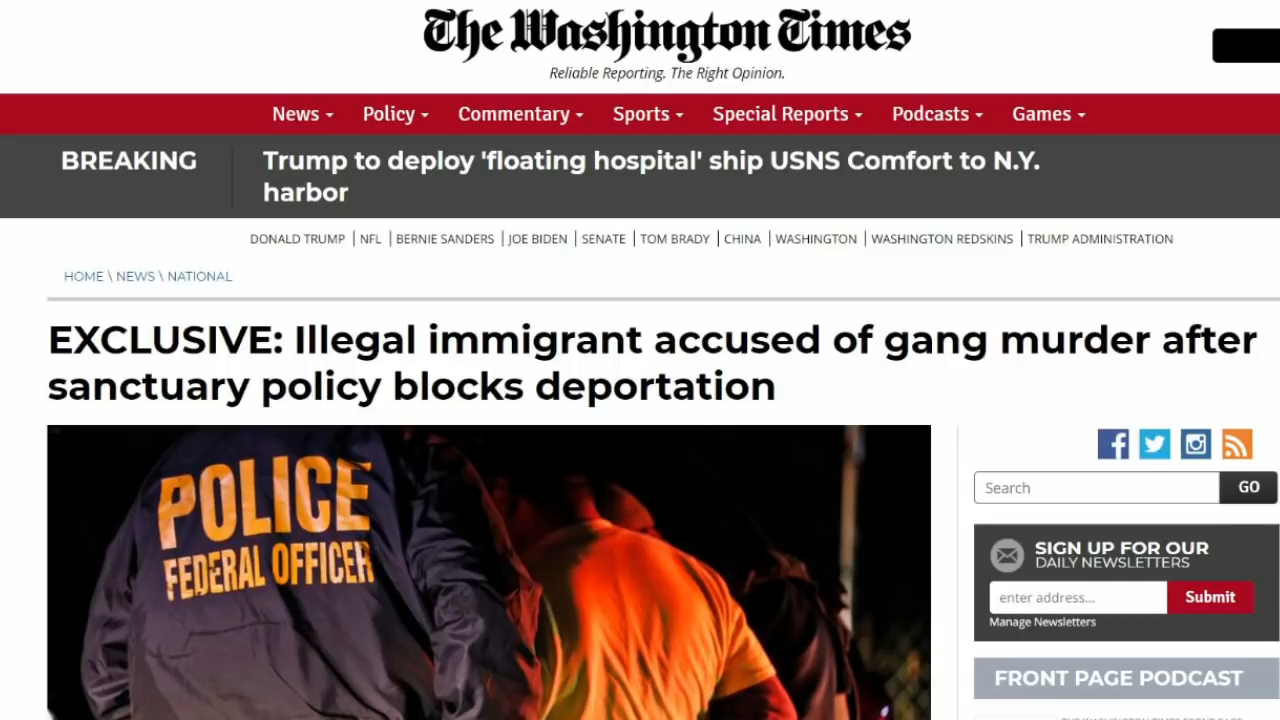 The Washington Times
Reliable Reporting. The Right Opinion.
News Policy Commentary Sports Special Reports Podcasts Games
BREAKING
Trump to deploy 'floating hospital' ship USNS Comfort to N.Y.
harbor
DONALD TRUMP | NFL | BERNIE SANDERS | JOE BIDEN | SENATE | TOM BRADY | CHINA | WASHINGTON | WASHINGTON REDSKINS | TRUMP ADMINISTRATION
HOME \ NEWS \ NATIONAL
EXCLUSIVE: Illegal immigrant accused of gang murder after
sanctuary policy blocks deportation
POLICE
FEDERAL OFFICER
Search GO
SIGN UP FOR OUR
DAILY NEWSLETTERS
enter address... Submit
Manage Newsletters
FRONT PAGE PODCAST